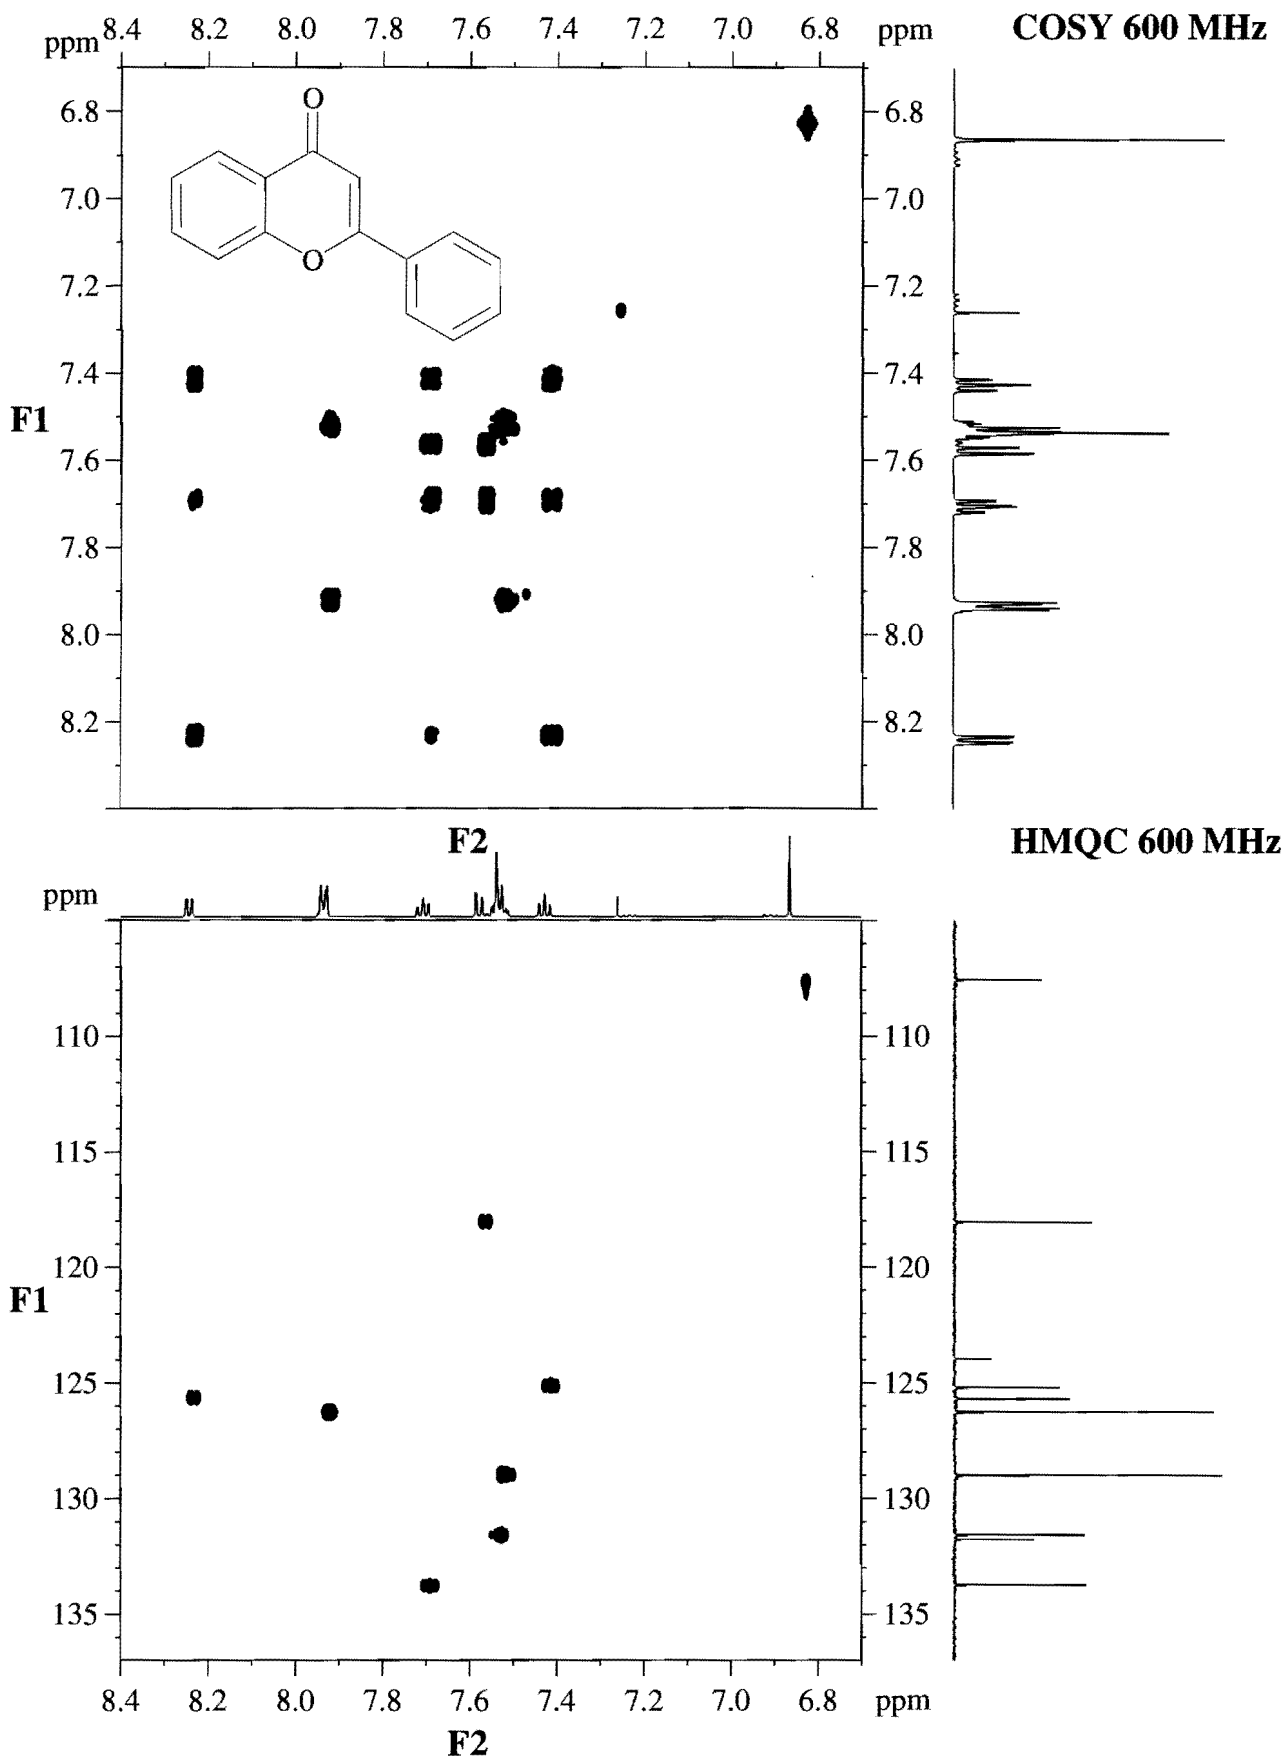 ppm 8.4 8.2 8.0 7.8 7.6 7.4 7.2 7.0 6.8 ppm COSY 600 MHz
6.8 6.8
O
7.0 7.0
O
7.2 7.2
7.4 7.4
F1
7.6 7.6
7.8 7.8
8.0 8.0
8.2 8.2
F2 HMQC 600 MHz
ppm
110 110
115 115
120 120
F1
125 125
130 130
135 135
8.4 8.2 8.0 7.8 7.6 7.4 7.2 7.0 6.8 ppm
F2